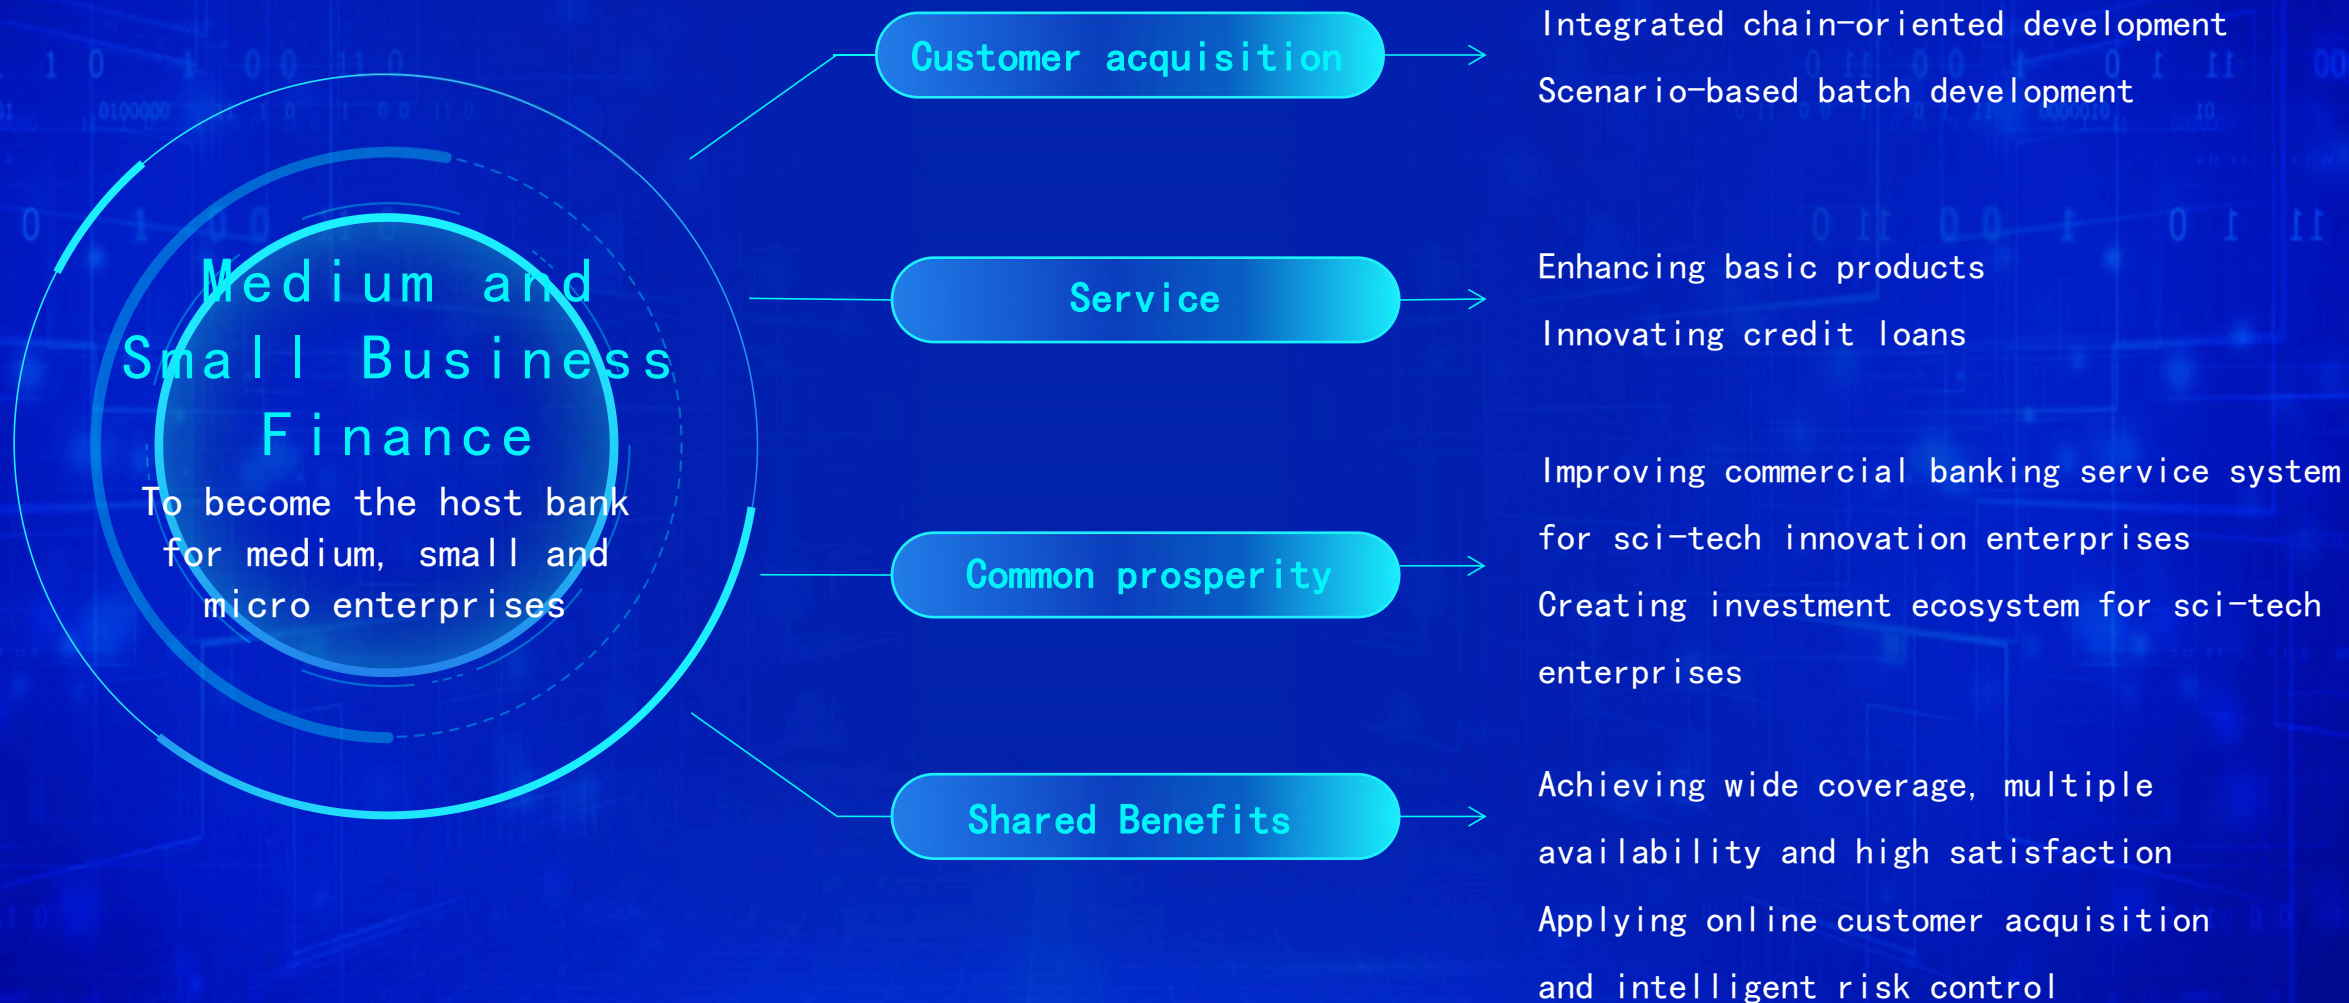 Medium and
Small Business
Finance
To become the host bank
for medium, small and
micro enterprises
Customer acquisition
Integrated chain-oriented development
Scenario-based batch development
Service
Enhancing basic products
Innovating credit loans
Common prosperity
Improving commercial banking service system
for sci-tech innovation enterprises
Creating investment ecosystem for sci-tech
enterprises
Shared Benefits
Achieving wide coverage, multiple
availability and high satisfaction
Applying online customer acquisition
and intelligent risk control